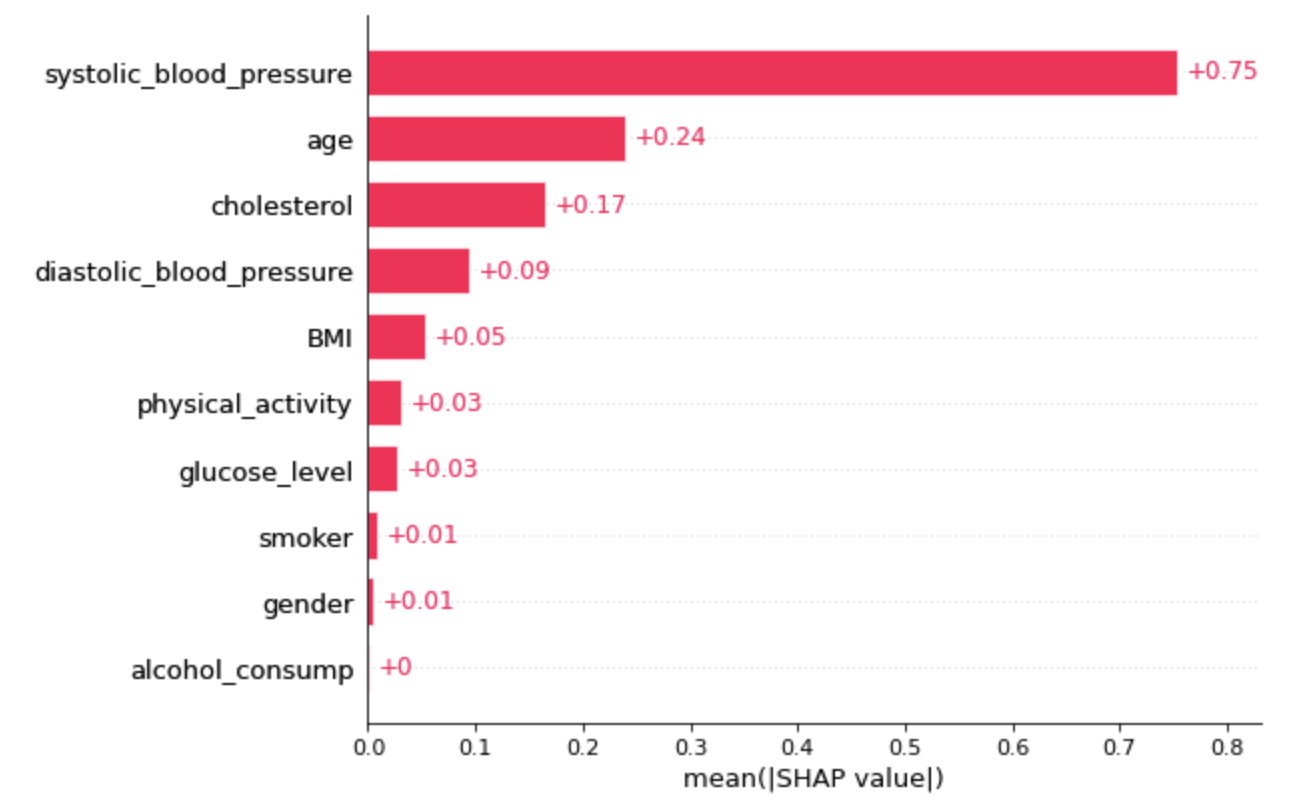 systolic_blood_pressure +0.75
age +0.24
cholesterol +0.17
diastolic_blood_pressure +0.09
BMI +0.05
physical_activity +0.03
glucose_level +0.03
smoker +0.01
gender +0.01
alcohol_consump +0
0.0 0.1 0.2 0.3 0.4 0.5 0.6 0.7 0.8
mean(|SHAP value|)